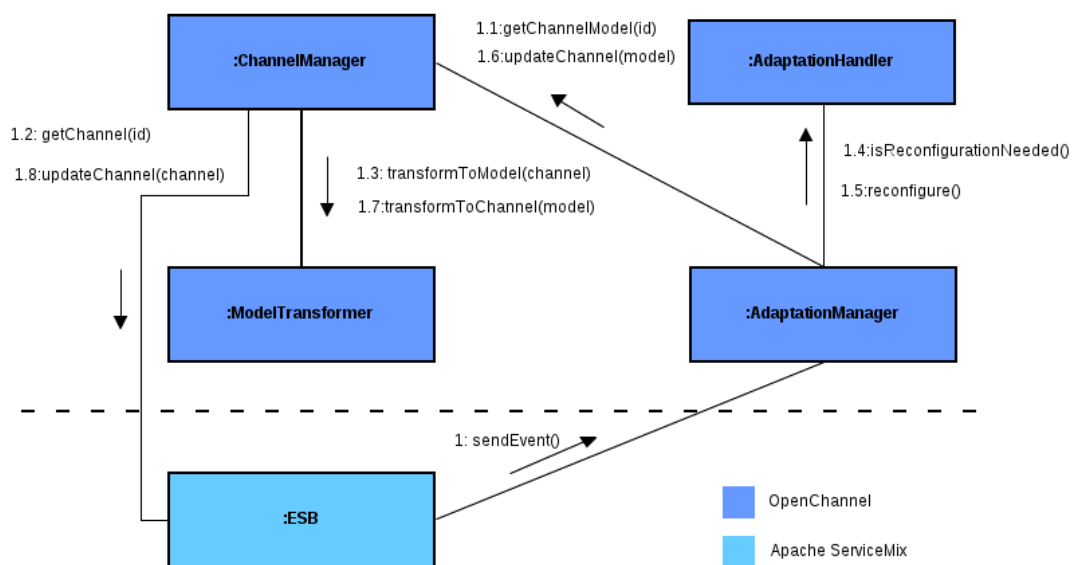 :ChannelManager
1.1:getChannelModel(id)
1.6:updateChannel(model)
:AdaptationHandler
1.2: getChannel(id)
1.8:updateChannel(channel)
1.3: transformToModel(channel)
1.7:transformToChannel(model)
1.4:isReconfigurationNeeded()
1.5:reconfigure()
:ModelTransformer
:AdaptationManager
1: sendEvent()
:ESB
OpenChannel
Apache ServiceMix